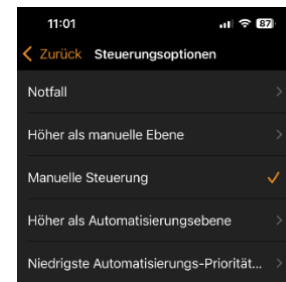 11:01
87
Zurück Steuerungsoptionen
Notfall
Höher als manuelle Ebene
Manuelle Steuerung
Höher als Automatisierungsebene
Niedrigste Automatisierungs-Priorität...